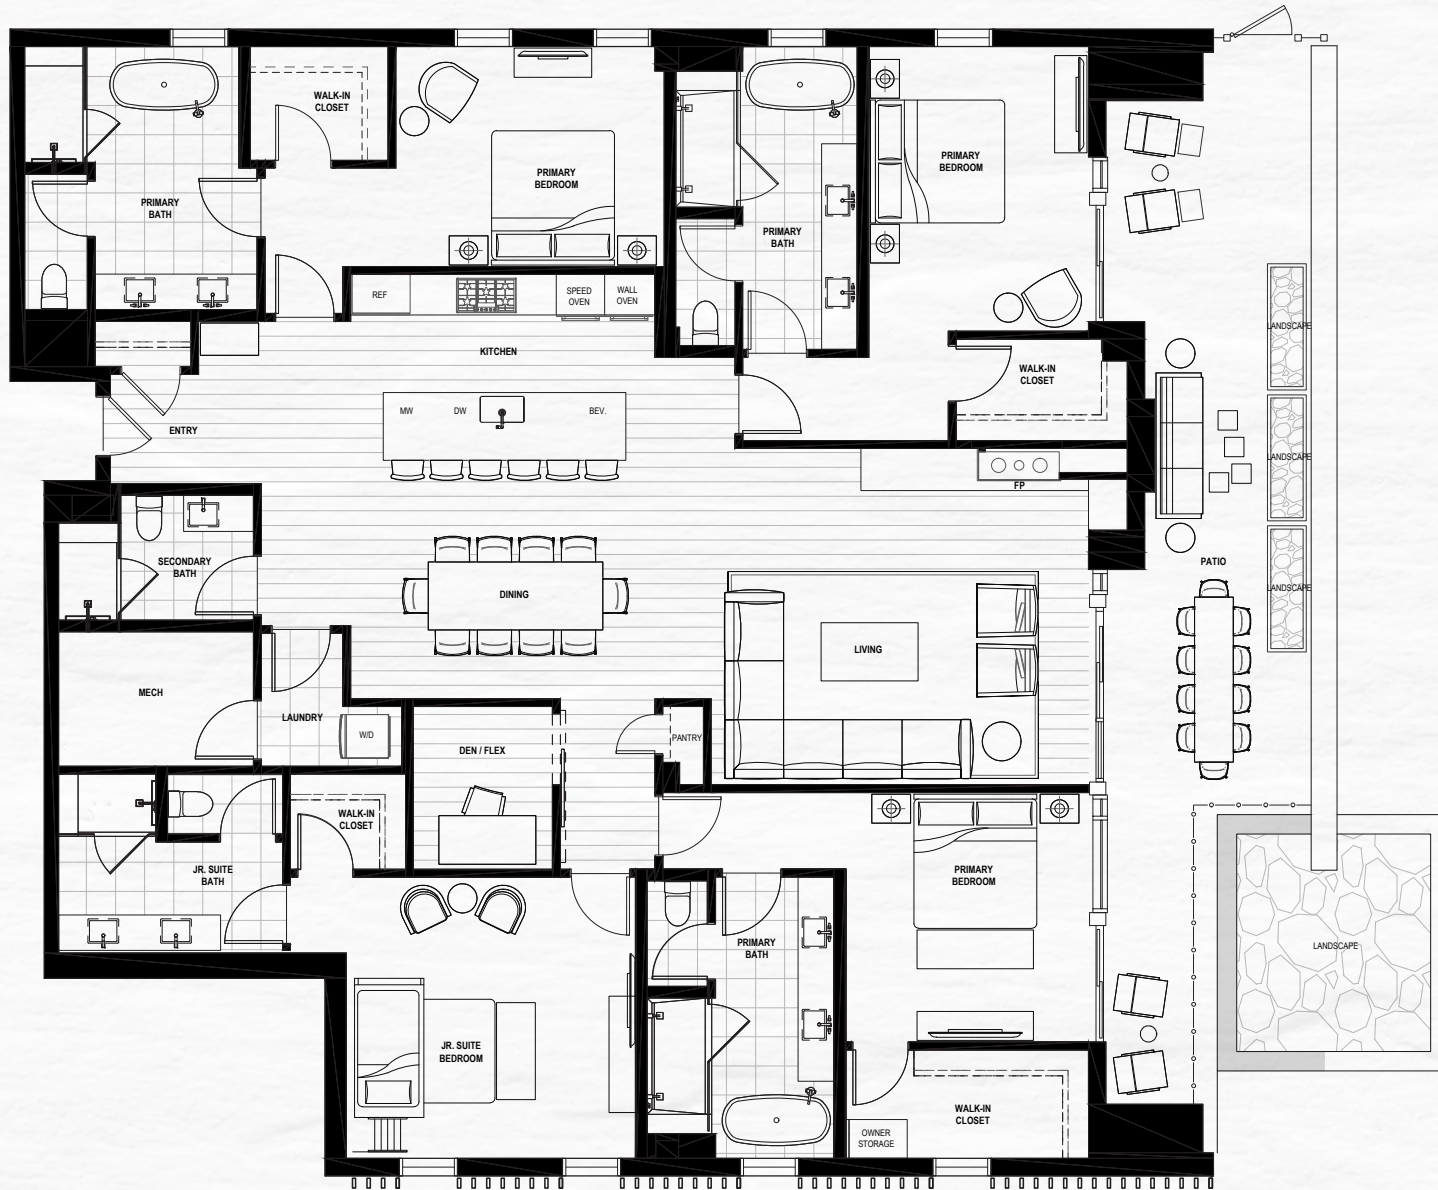 WALK-IN
CLOSET
PRIMARY
BATH
PRIMARY
BEDROOM
PRIMARY
BATH
PRIMARY
BEDROOM
REF
SPEED
OVEN
WALL
OVEN
KITCHEN
WALK-IN
CLOSET
LANDSCAPE
MW
DW
BEV.
ENTRY
LANDSCAPE
FP
SECONDARY
BATH
PATIO
DINING
LANDSCAPE
LIVING
MECH
LAUNDRY
W/D
DEN / FLEX
PANTRY
WALK-IN
CLOSET
JR. SUITE
BATH
PRIMARY
BEDROOM
PRIMARY
BATH
LANDSCAPE
JR. SUITE
BEDROOM
WALK-IN
CLOSET
OWNER
STORAGE